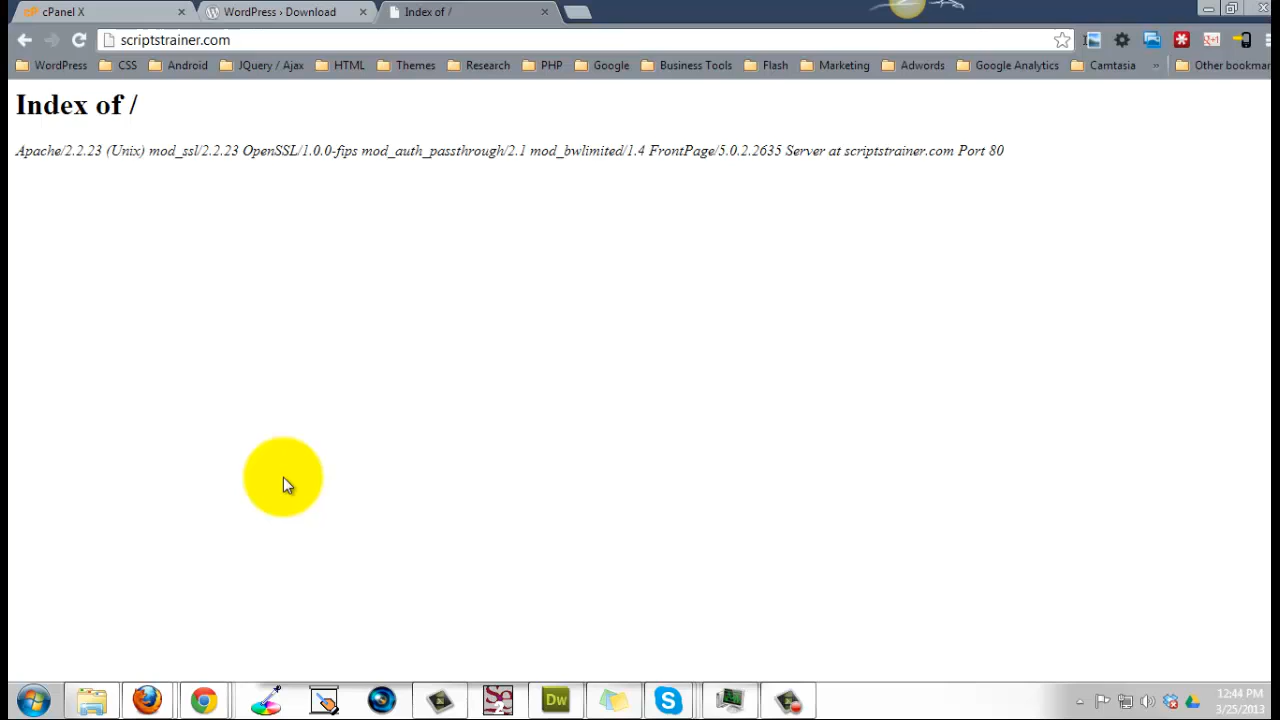 cPanel X
WordPress › Download
Index of /
scriptstrainer.com
WordPress CSS Android JQuery / Ajax HTML Themes Research PHP Google Business Tools Flash Marketing Adwords Google Analytics Camtasia » Other bookmar
Index of /
Apache/2.2.23 (Unix) mod_ssl/2.2.23 OpenSSL/1.0.0-fips mod_auth_passthrough/2.1 mod_bwlimited/1.4 FrontPage/5.0.2.2635 Server at scriptstrainer.com Port 80
Dw
12:44 PM
3/25/2013